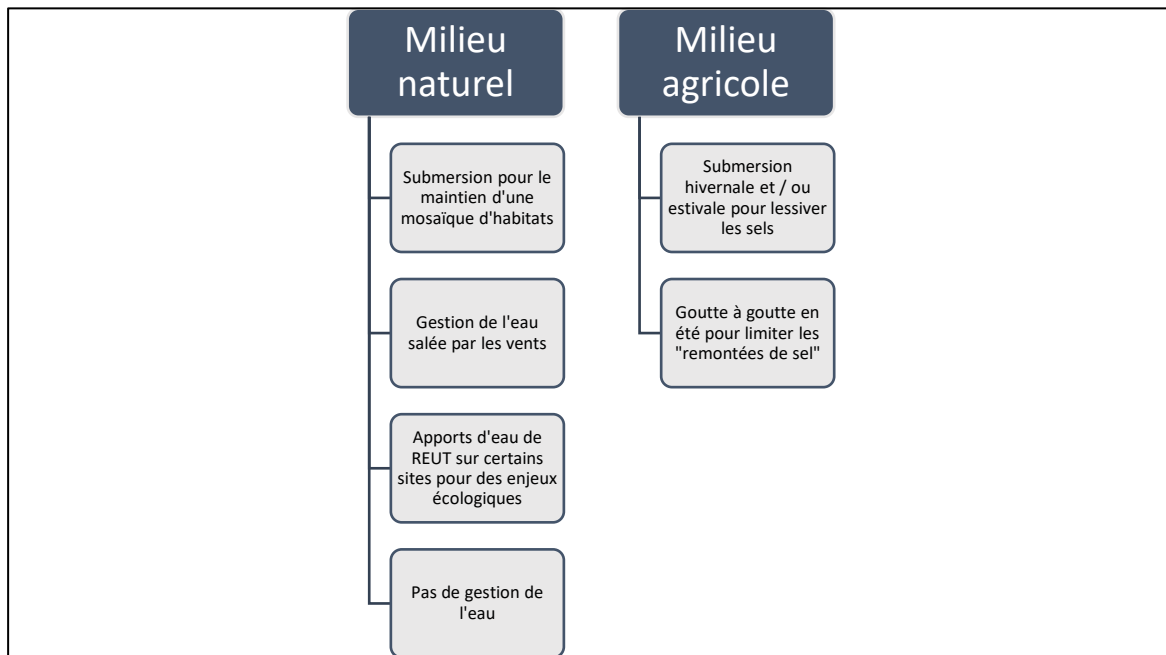 Milieu
naturel
Submersion pour le
maintien d'une
mosaïque d'habitats
Gestion de l'eau
salée par les vents
Apports d'eau de
REUT sur certains
sites pour des enjeux
écologiques
Pas de gestion de
l'eau
Milieu
agricole
Submersion
hivernale et / ou
estivale pour lessiver
les sels
Goutte à goutte en
été pour limiter les
"remontées de sel"